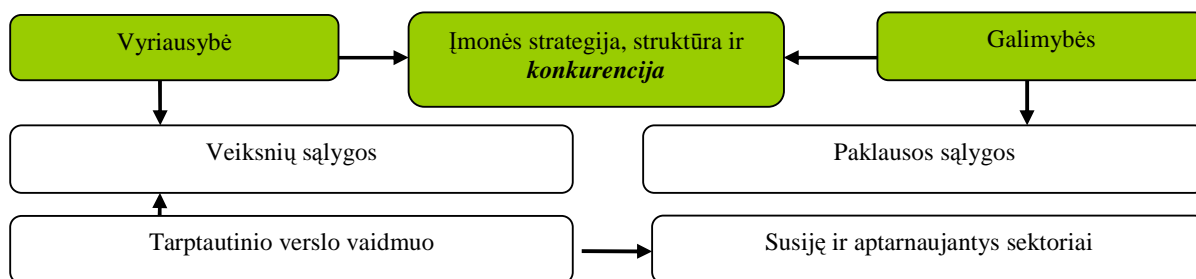 Vyriausybė
Įmonės strategija, struktūra ir
konkurencija
Galimybės
Veiksnių sąlygos
Paklausos sąlygos
Tarptautinio verslo vaidmuo
Susiję ir aptarnaujantys sektoriai